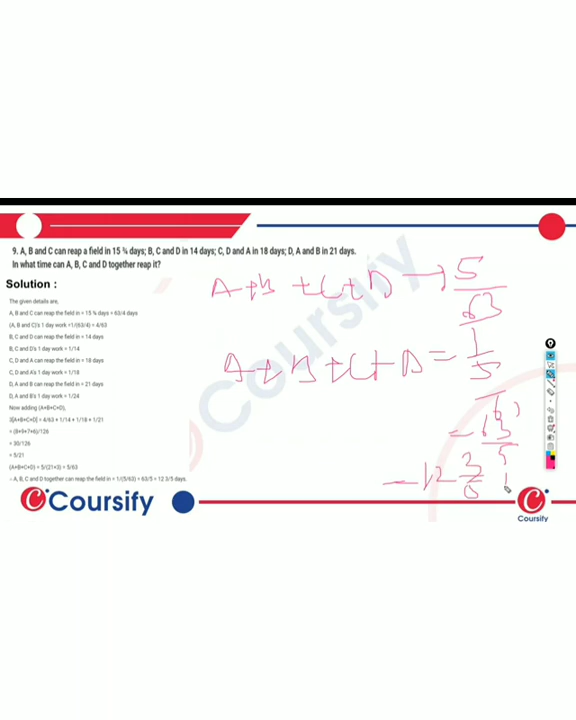 9. A, B and C can reap a field in 15 ¾ days; B, C and D in 14 days; C, D and A in 18 days; D, A and B in 21 days.
In what time can A, B, C and D together reap it?
Solution :
The given details are,
A, B and C can reap the field in = 15 ¾ days = 63/4 days
(A, B and C)'s 1 day work =1/(63/4) = 4/63
B, C and D can reap the field in = 14 days
B, C and D's 1 day work = 1/14
C, D and A can reap the field in = 18 days
C, D and A's 1 day work = 1/18
D, A and B can reap the field in = 21 days
D, A and B's 1 day work = 1/24
Now adding (A+B+C+D),
3[A+B+C+D] = 4/63 + 1/14 + 1/18 + 1/21
= (8+9+7+6)/126
= 30/126
= 5/21
(A+B+C+D) = 5/(21×3) = 5/63
∴ A, B, C and D together can reap the field in = 1/(5/63) = 63/5 = 12 3/5 days.
A+B+C+D → 5/63
A+B+C+D = 1/5
= 63/5
Coursify
Coursify
Coursify